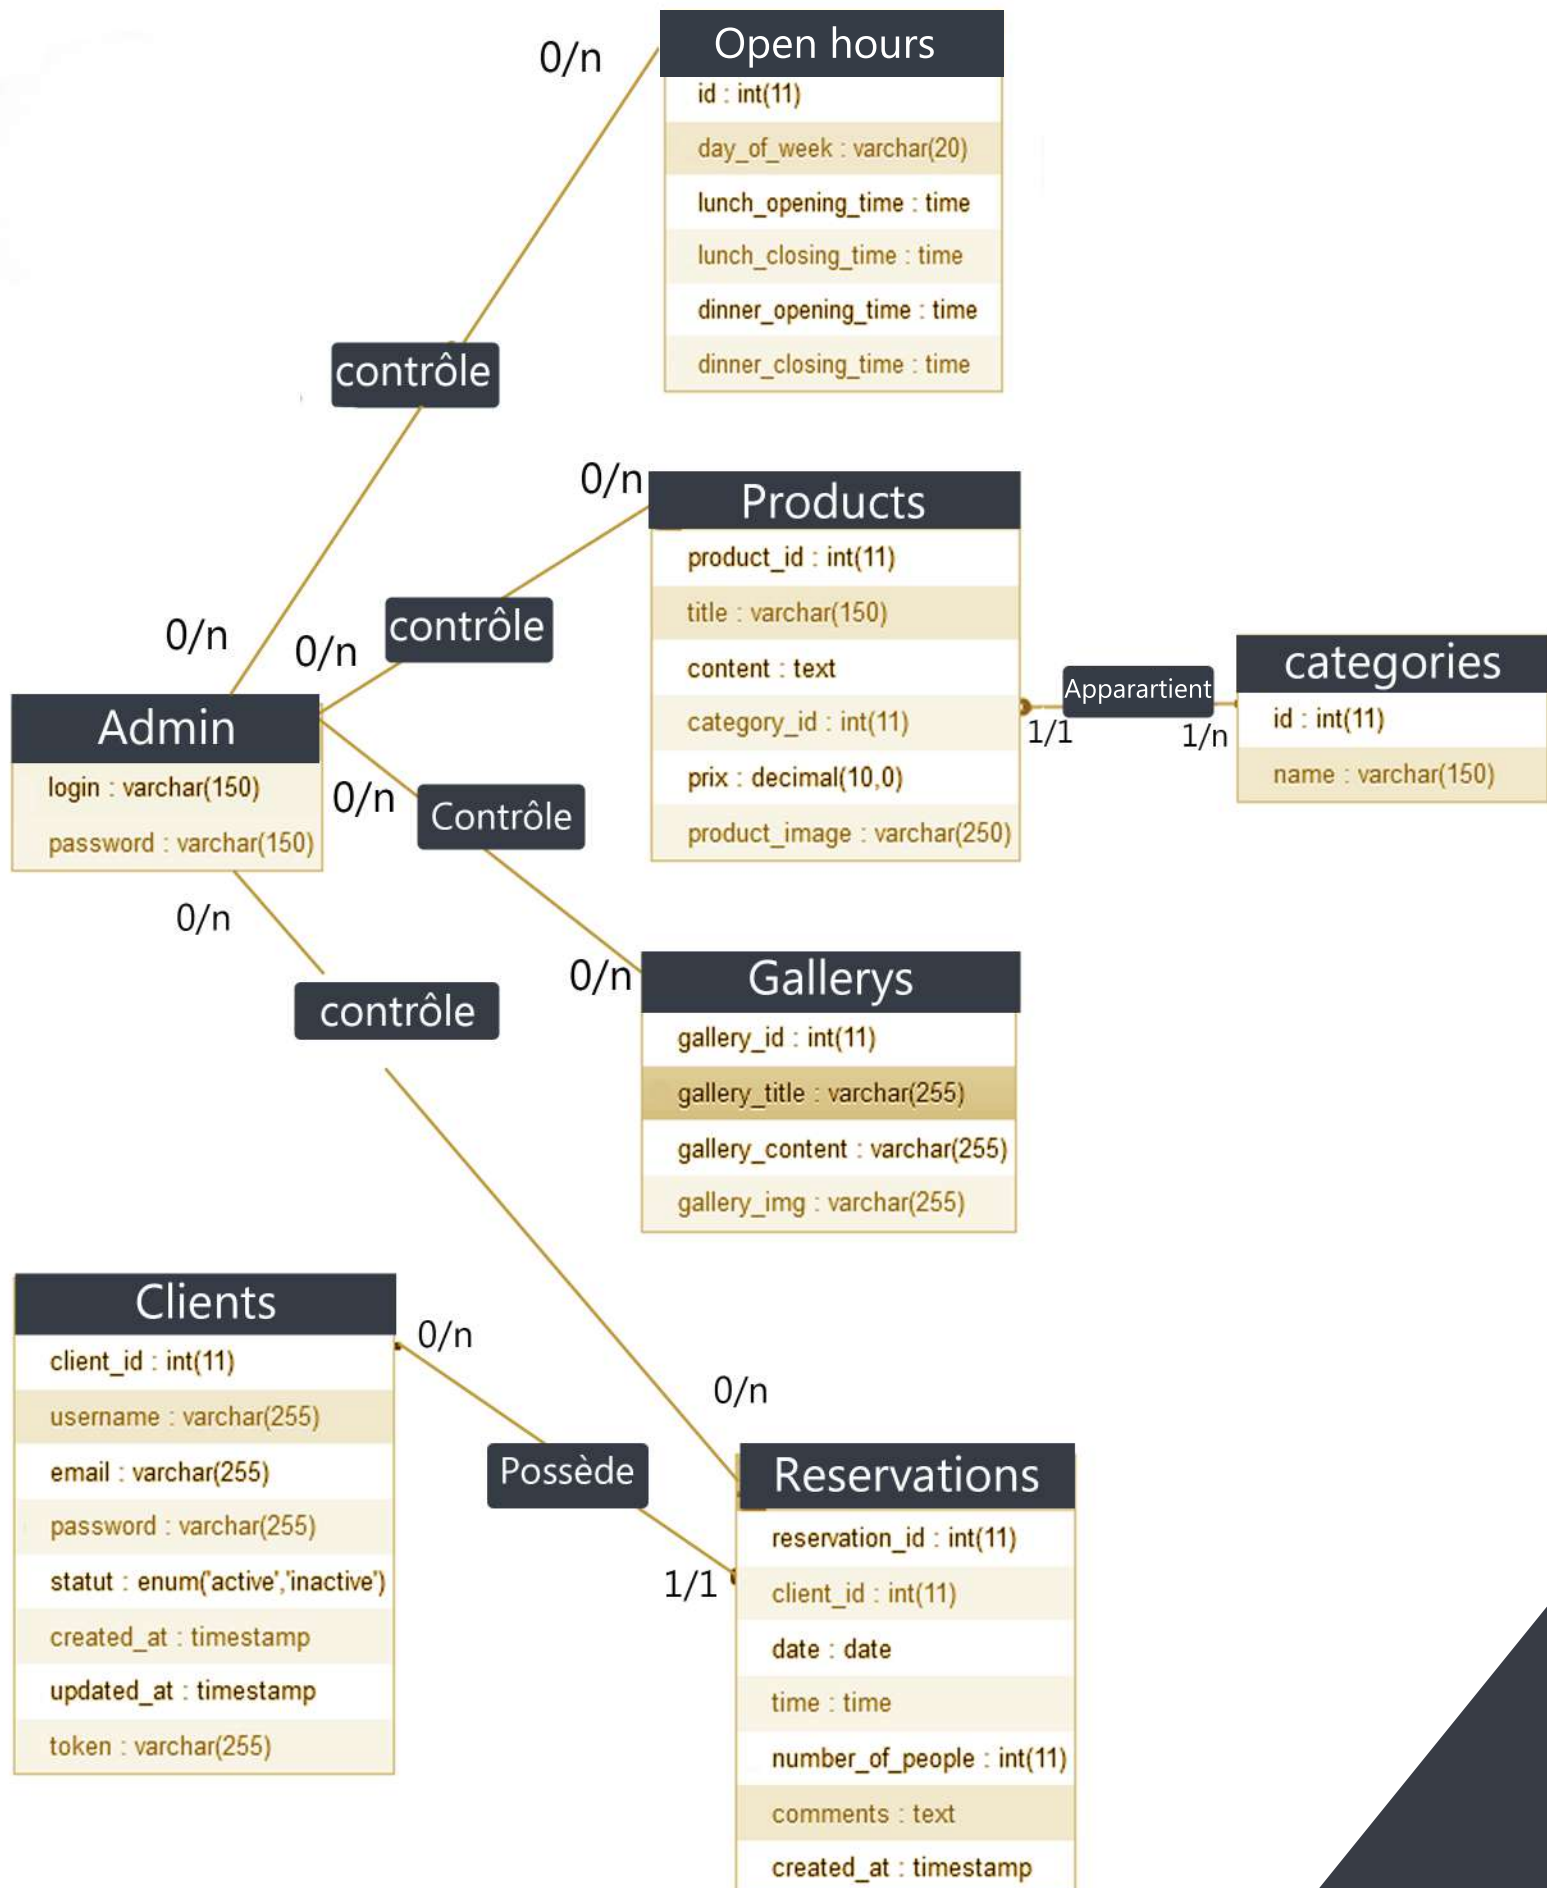 0/n
Open hours
id : int(11)
day_of_week : varchar(20)
lunch_opening_time : time
lunch_closing_time : time
dinner_opening_time : time
dinner_closing_time : time
contrôle
0/n
Products
product_id : int(11)
title : varchar(150)
content : text
category_id : int(11)
prix : decimal(10,0)
product_image : varchar(250)
contrôle
0/n
0/n
Apparartient
1/1
1/n
categories
id : int(11)
name : varchar(150)
Admin
login : varchar(150)
password : varchar(150)
0/n
Contrôle
0/n
contrôle
0/n
Gallerys
gallery_id : int(11)
gallery_title : varchar(255)
gallery_content : varchar(255)
gallery_img : varchar(255)
Clients
client_id : int(11)
username : varchar(255)
email : varchar(255)
password : varchar(255)
statut : enum('active','inactive')
created_at : timestamp
updated_at : timestamp
token : varchar(255)
0/n
Possède
1/1
0/n
Reservations
reservation_id : int(11)
client_id : int(11)
date : date
time : time
number_of_people : int(11)
comments : text
created_at : timestamp